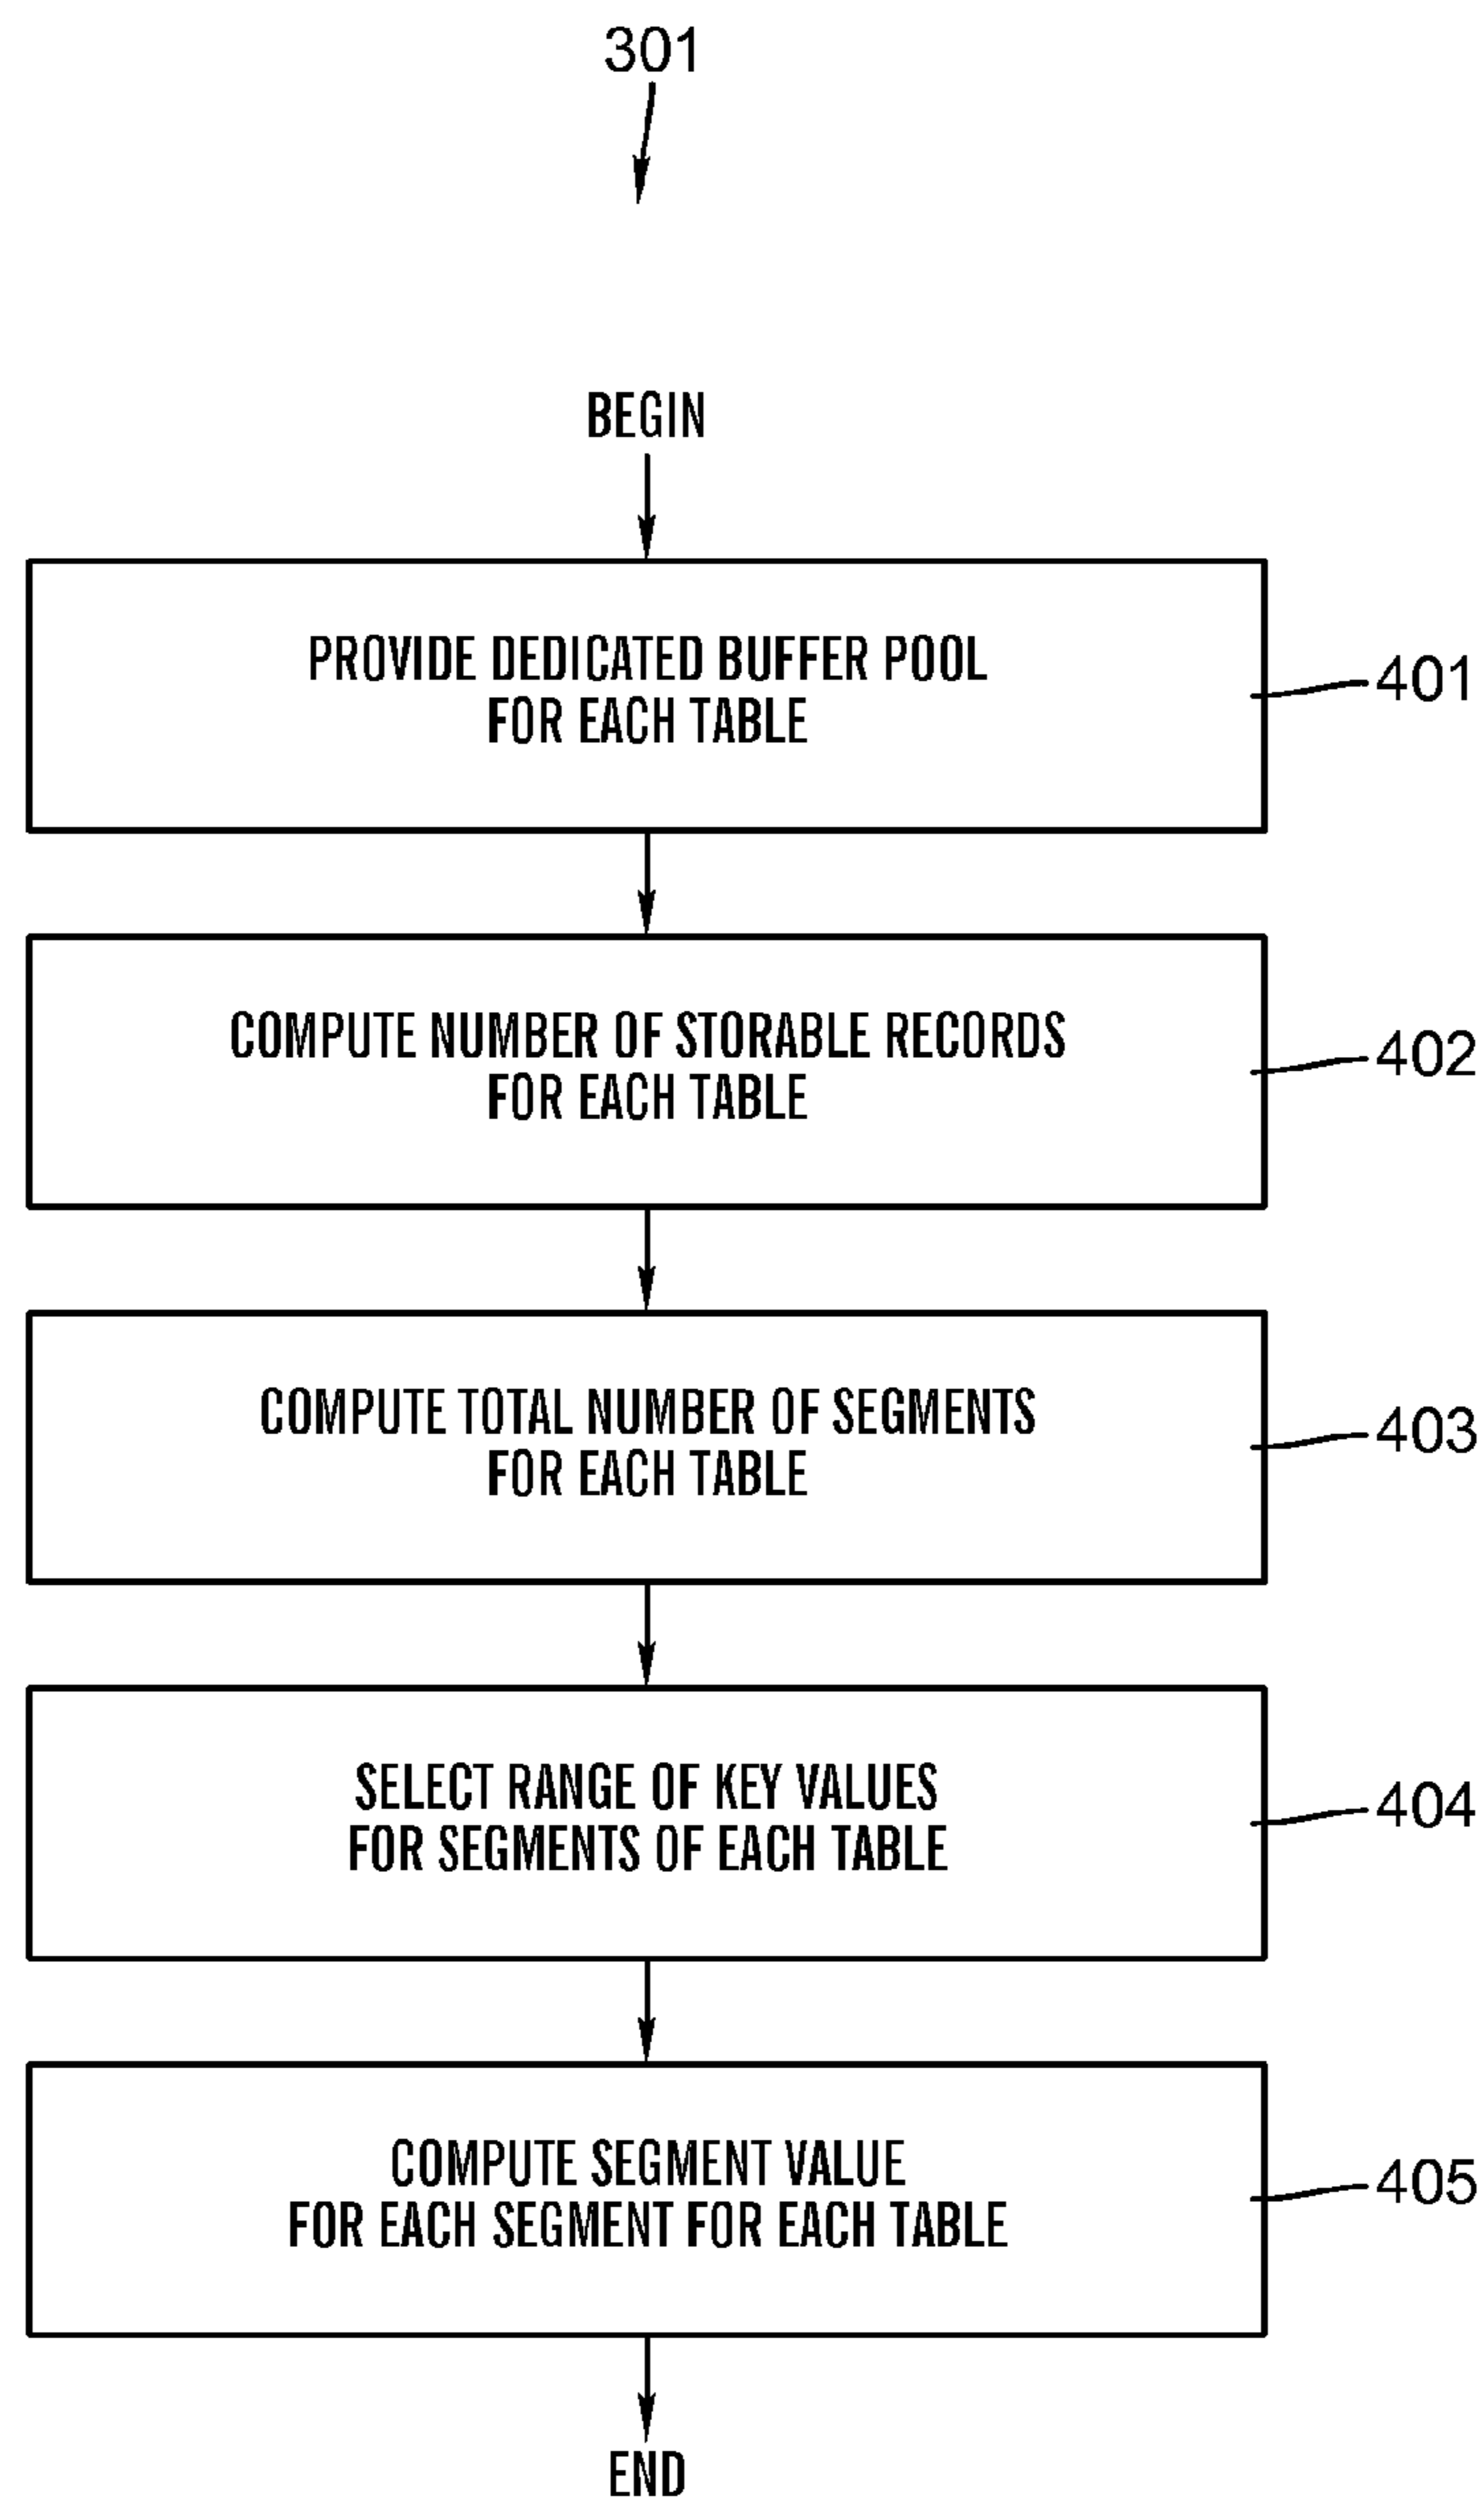 301
BEGIN
PROVIDE DEDICATED BUFFER POOL
FOR EACH TABLE
401
COMPUTE NUMBER OF STORABLE RECORDS
FOR EACH TABLE
402
COMPUTE TOTAL NUMBER OF SEGMENTS
FOR EACH TABLE
403
SELECT RANGE OF KEY VALUES
FOR SEGMENTS OF EACH TABLE
404
COMPUTE SEGMENT VALUE
FOR EACH SEGMENT FOR EACH TABLE
405
END